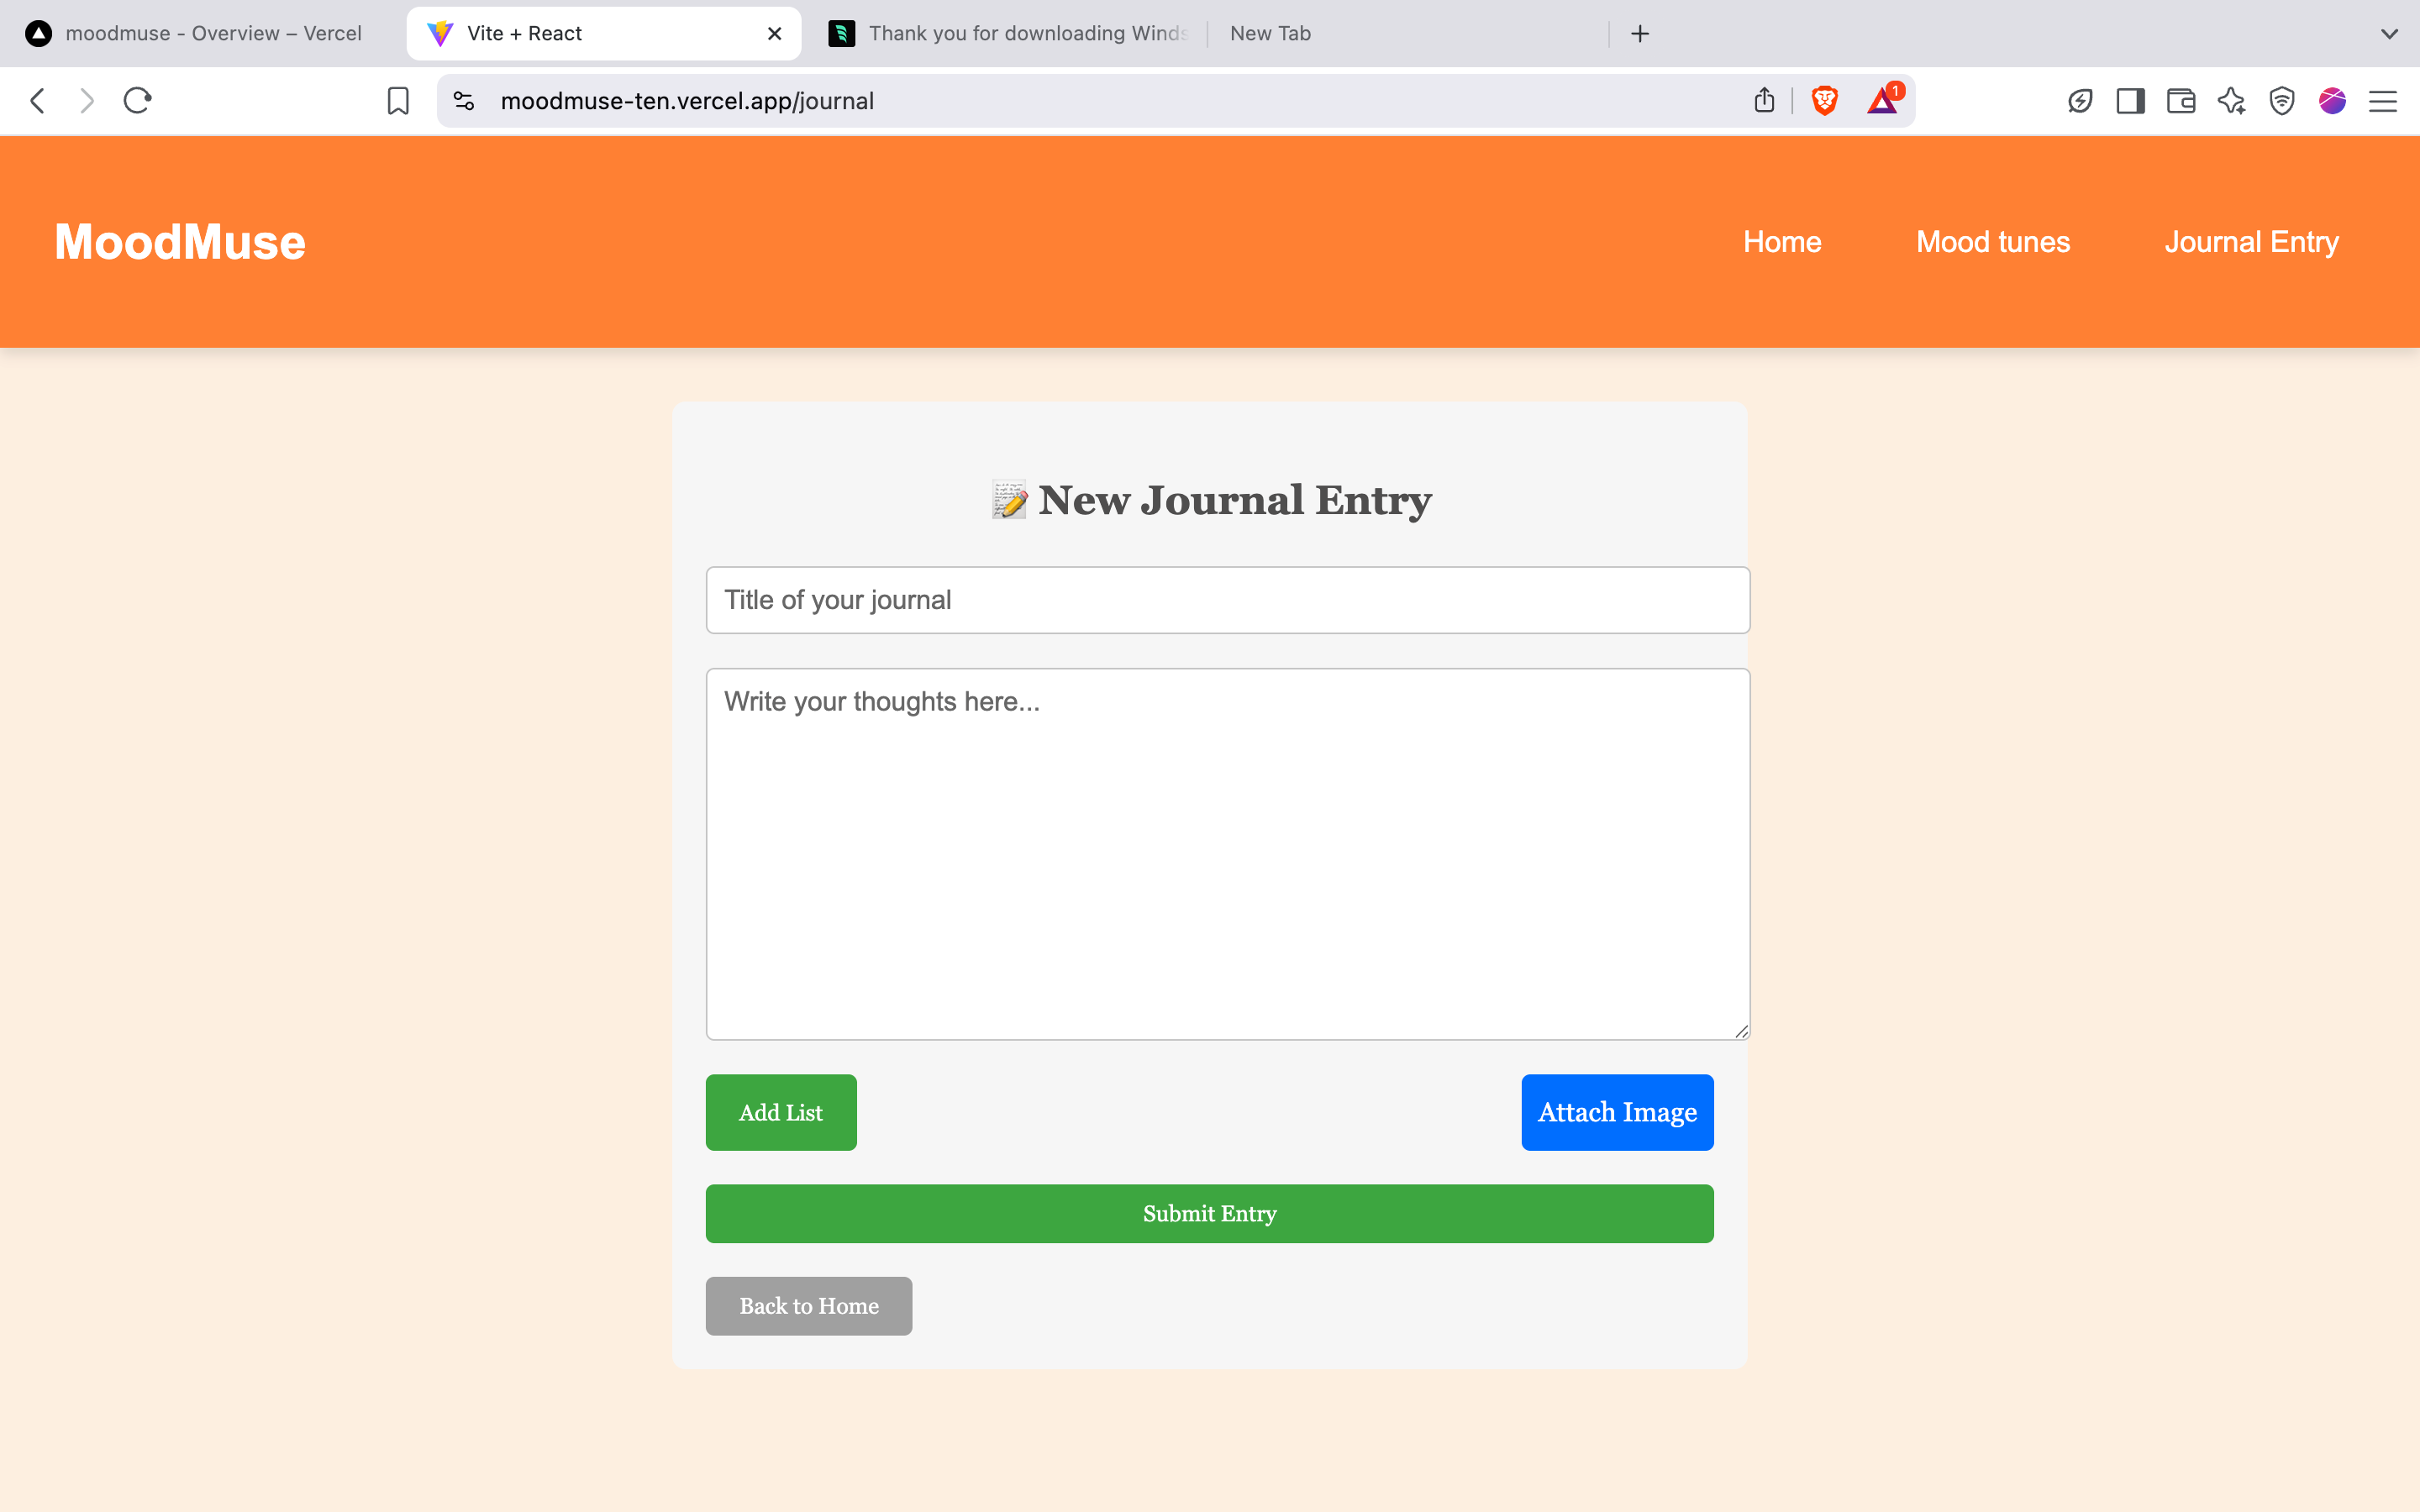 moodmuse - Overview – Vercel
Vite + React
Thank you for downloading Winds
New Tab
moodmuse-ten.vercel.app/journal
1
MoodMuse
Home
Mood tunes
Journal Entry
New Journal Entry
Title of your journal
Write your thoughts here...
Add List
Attach Image
Submit Entry
Back to Home